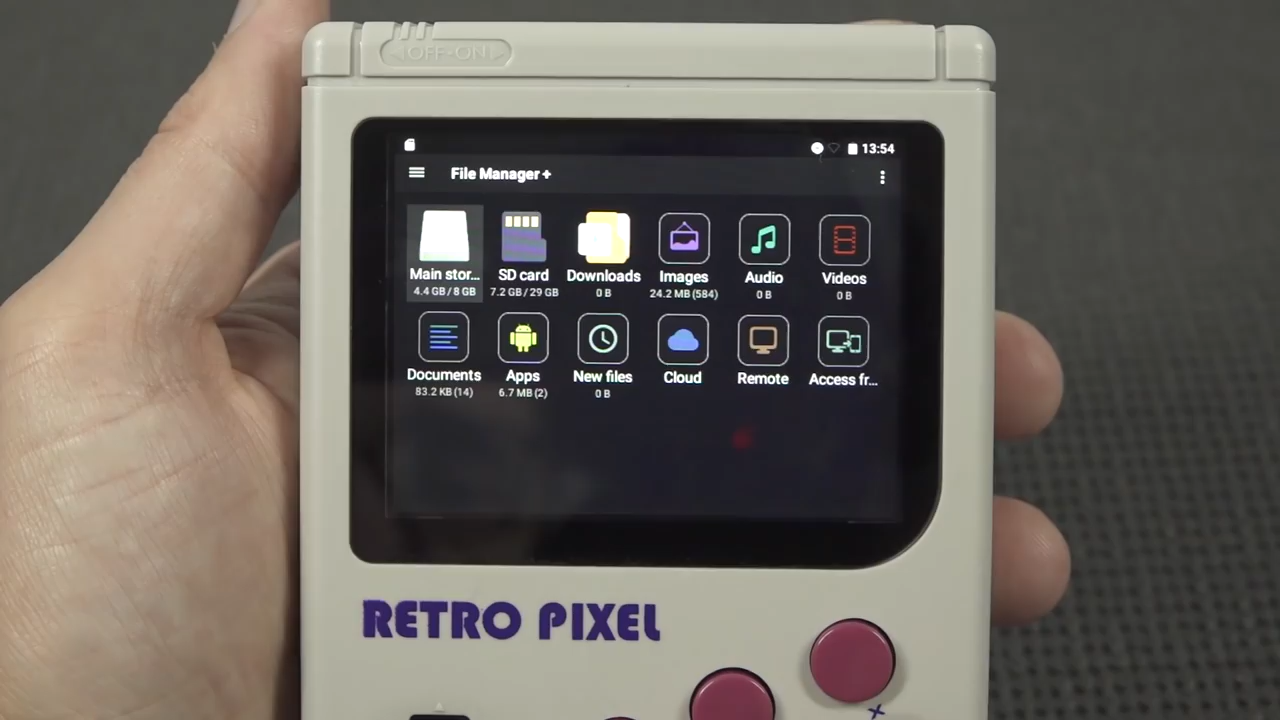 OFF-ON
13:54
File Manager +
Main stor... SD card Downloads Images Audio Videos
4.4 GB / 8 GB 7.2 GB / 29 GB 0 B 24.2 MB (584) 0 B 0 B
Documents Apps New files Cloud Remote Access fr...
83.2 KB (14) 6.7 MB (2) 0 B
RETRO PIXEL
X